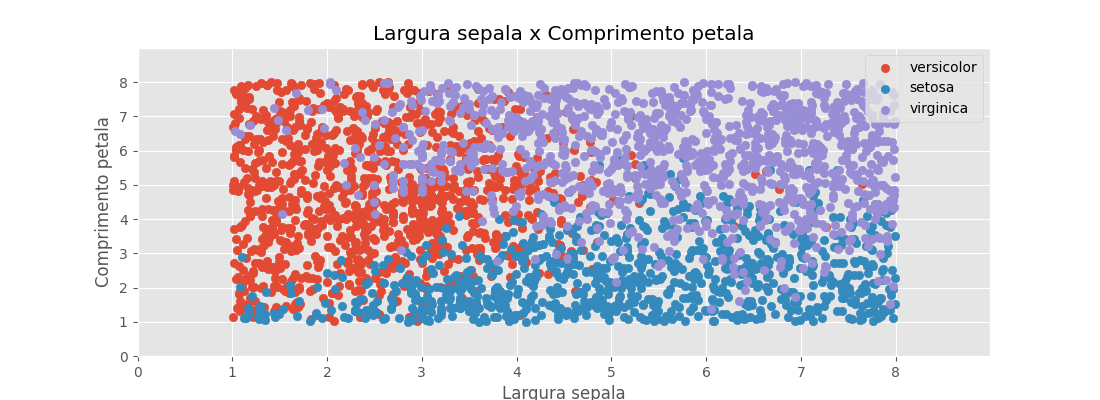 Largura sepala x Comprimento petala
versicolor
setosa
virginica
Comprimento petala
8
7
6
5
4
3
2
1
0
0 1 2 3 4 5 6 7 8
Largura sepala